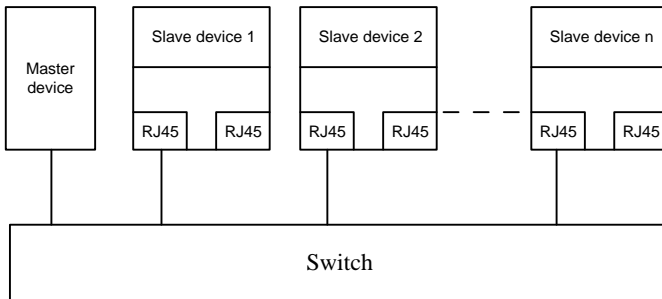 Slave device 1
Slave device 2
Slave device n
Master
device
RJ45
RJ45
RJ45
RJ45
RJ45
RJ45
Switch